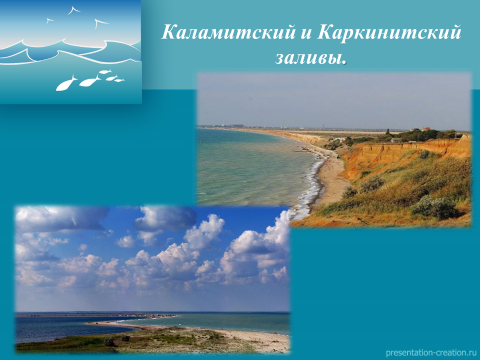 Каламитский и Каркинитский
заливы.
presentation-creation.ru